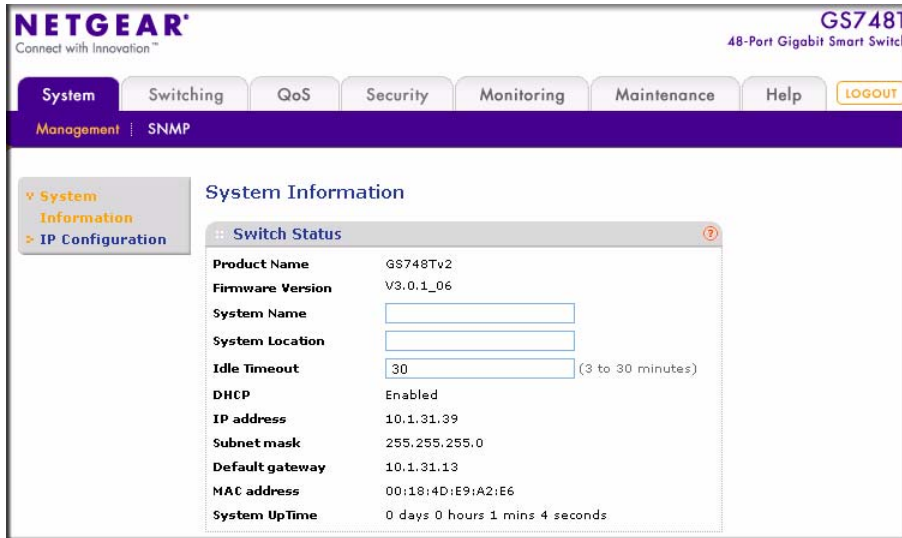 NETGEAR®
Connect with Innovation™
GS748T
48-Port Gigabit Smart Switch
System
Switching
QoS
Security
Monitoring
Maintenance
Help
LOGOUT
Management
SNMP
System Information
IP Configuration
System Information
Switch Status
?
Product Name GS748Tv2
Firmware Version V3.0.1_06
System Name
System Location
Idle Timeout 30 (3 to 30 minutes)
DHCP Enabled
IP address 10.1.31.39
Subnet mask 255.255.255.0
Default gateway 10.1.31.13
MAC address 00:18:4D:E9:A2:E6
System UpTime 0 days 0 hours 1 mins 4 seconds